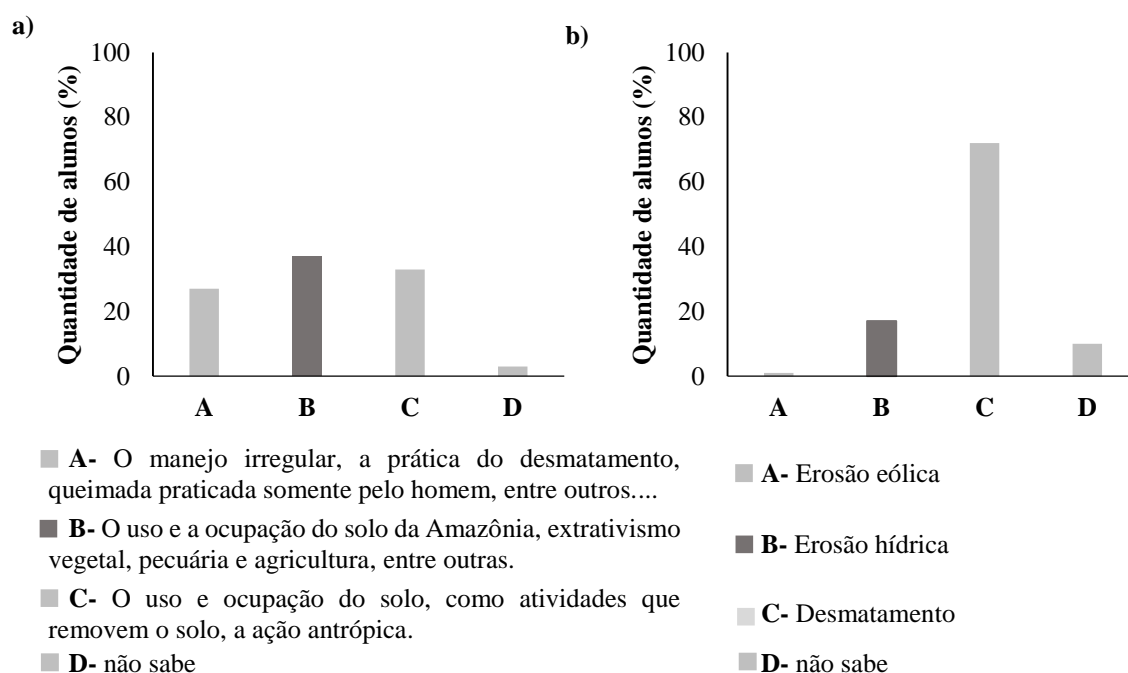 a)
Quantidade de alunos (%)
100
80
60
40
20
0
A B C D
A- O manejo irregular, a prática do desmatamento,
queimada praticada somente pelo homem, entre outros....
B- O uso e a ocupação do solo da Amazônia, extrativismo
vegetal, pecuária e agricultura, entre outras.
C- O uso e ocupação do solo, como atividades que
removem o solo, a ação antrópica.
D- não sabe
b)
Quantidade de alunos (%)
100
80
60
40
20
0
A B C D
A- Erosão eólica
B- Erosão hídrica
C- Desmatamento
D- não sabe